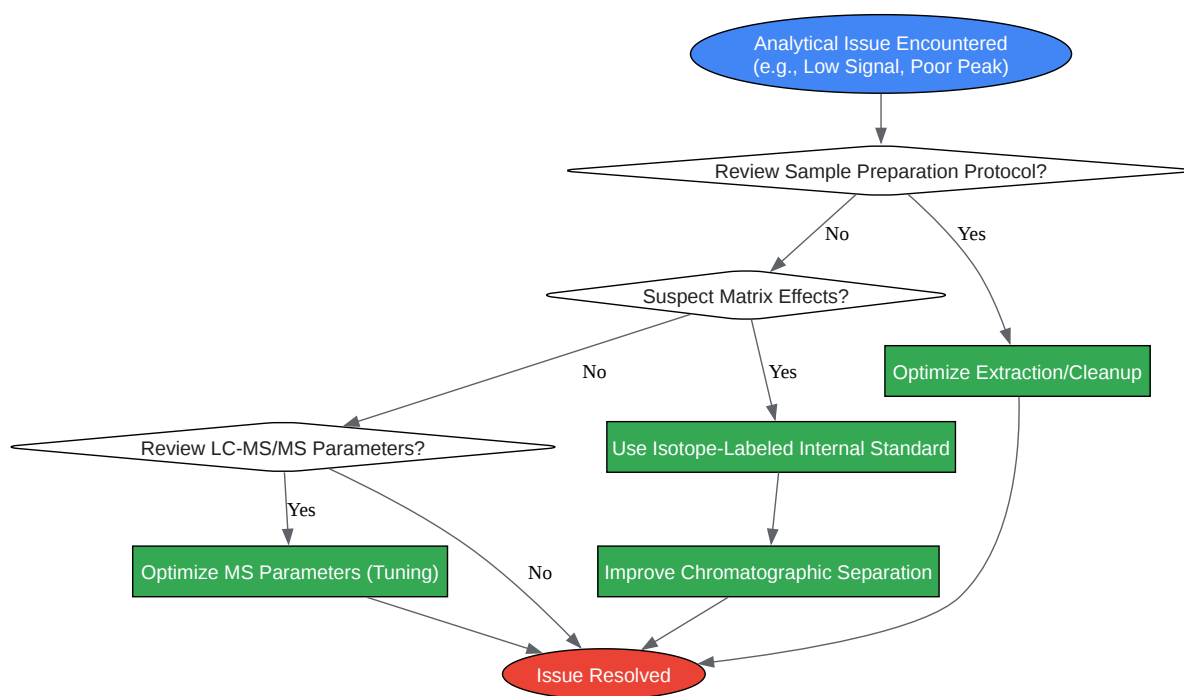 Analytical Issue Encountered
(e.g., Low Signal, Poor Peak)
Review Sample Preparation Protocol?
No
Yes
Suspect Matrix Effects?
No
Yes
Optimize Extraction/Cleanup
Review LC-MS/MS Parameters?
Use Isotope-Labeled Internal Standard
Yes
No
Optimize MS Parameters (Tuning)
Improve Chromatographic Separation
Issue Resolved